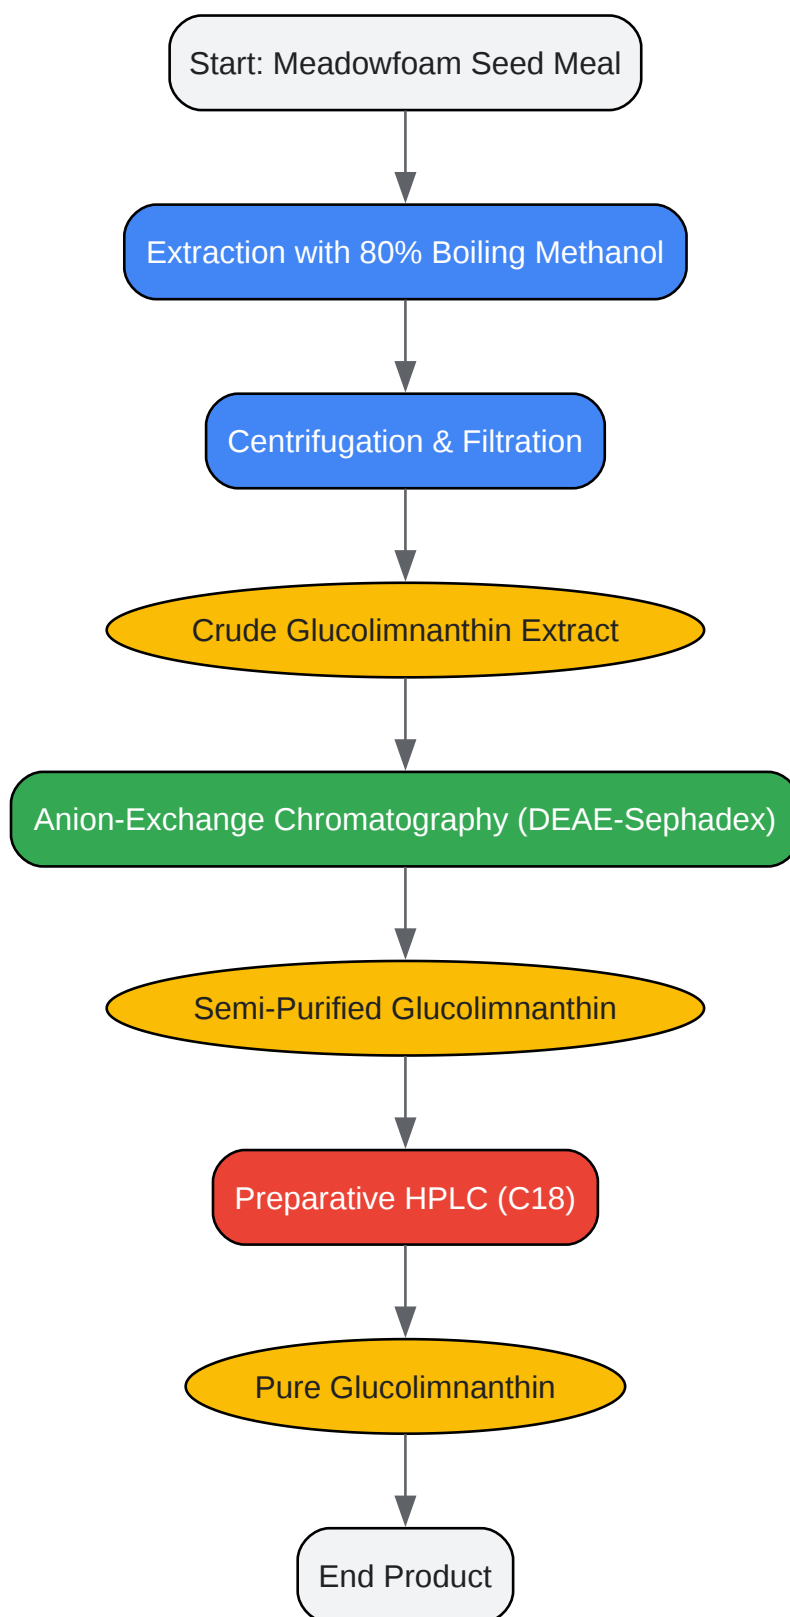 Start: Meadowfoam Seed Meal
Extraction with 80% Boiling Methanol
Centrifugation & Filtration
Crude Glucolimnanthin Extract
Anion-Exchange Chromatography (DEAE-Sephadex)
Semi-Purified Glucolimnanthin
Preparative HPLC (C18)
Pure Glucolimnanthin
End Product